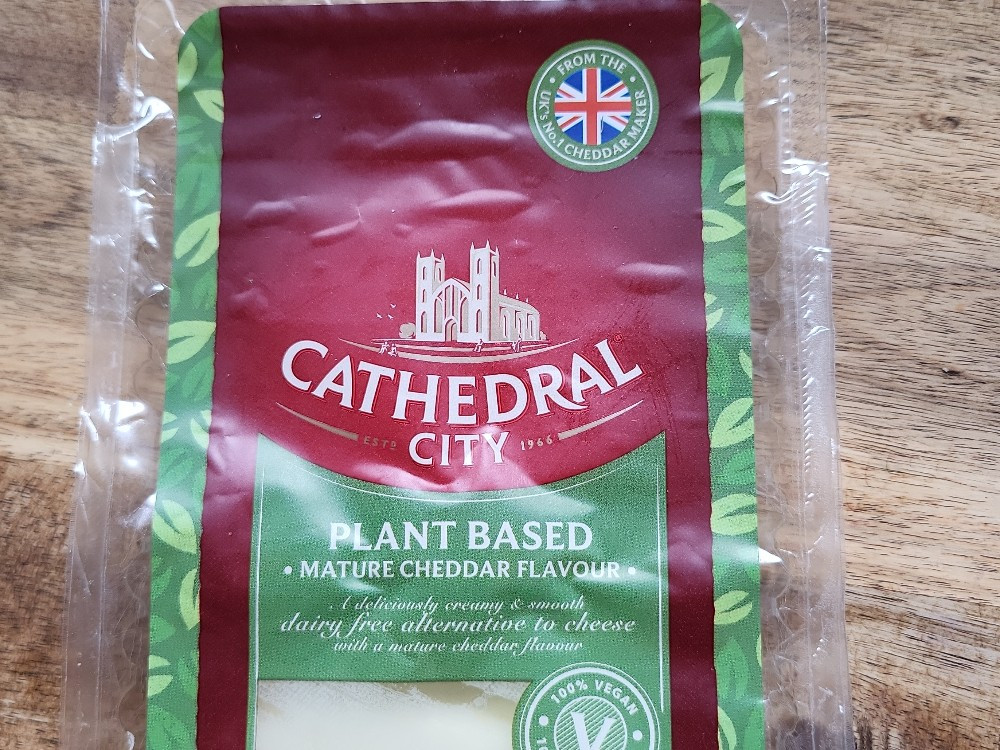 • FROM THE •
UK's No.1 CHEDDAR MAKER
CATHEDRAL®
ESTD 1966
CITY
PLANT BASED
• MATURE CHEDDAR FLAVOUR •
A deliciously creamy & smooth
dairy free alternative to cheese
with a mature cheddar flavour
• 100% VEGAN •
V